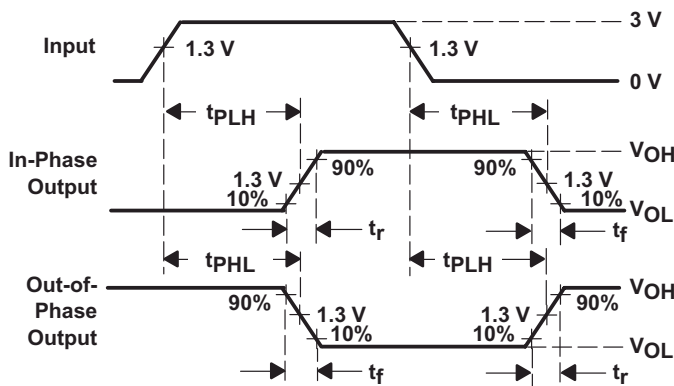 3 V
Input
1.3 V
1.3 V
0 V
tPLH
tPHL
In-Phase
Output
VOH
90%
90%
1.3 V
1.3 V
10%
10%
VOL
tr
tf
tPHL
tPLH
Out-of-
Phase
Output
VOH
90%
90%
1.3 V
1.3 V
10%
10%
VOL
tf
tr